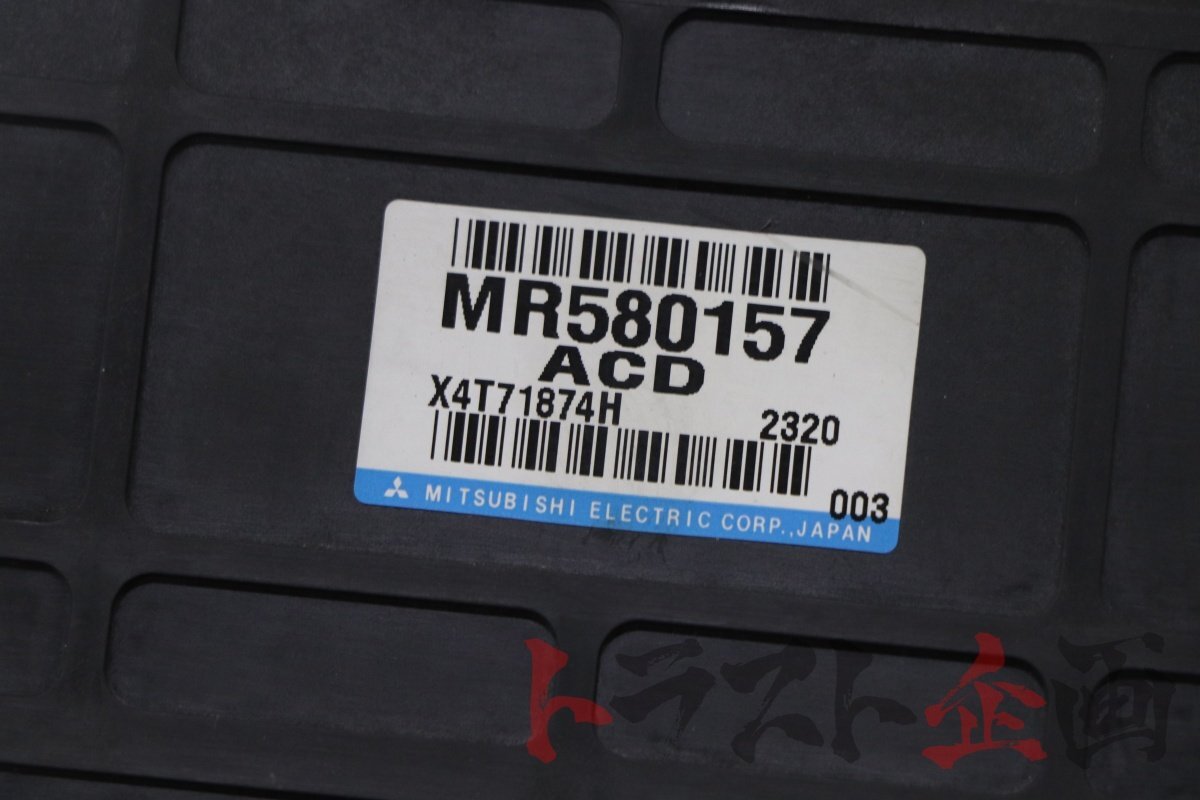 MR580157
ACD
X4T71874H 2320
003
MITSUBISHI ELECTRIC CORP.,JAPAN
トラスト企画